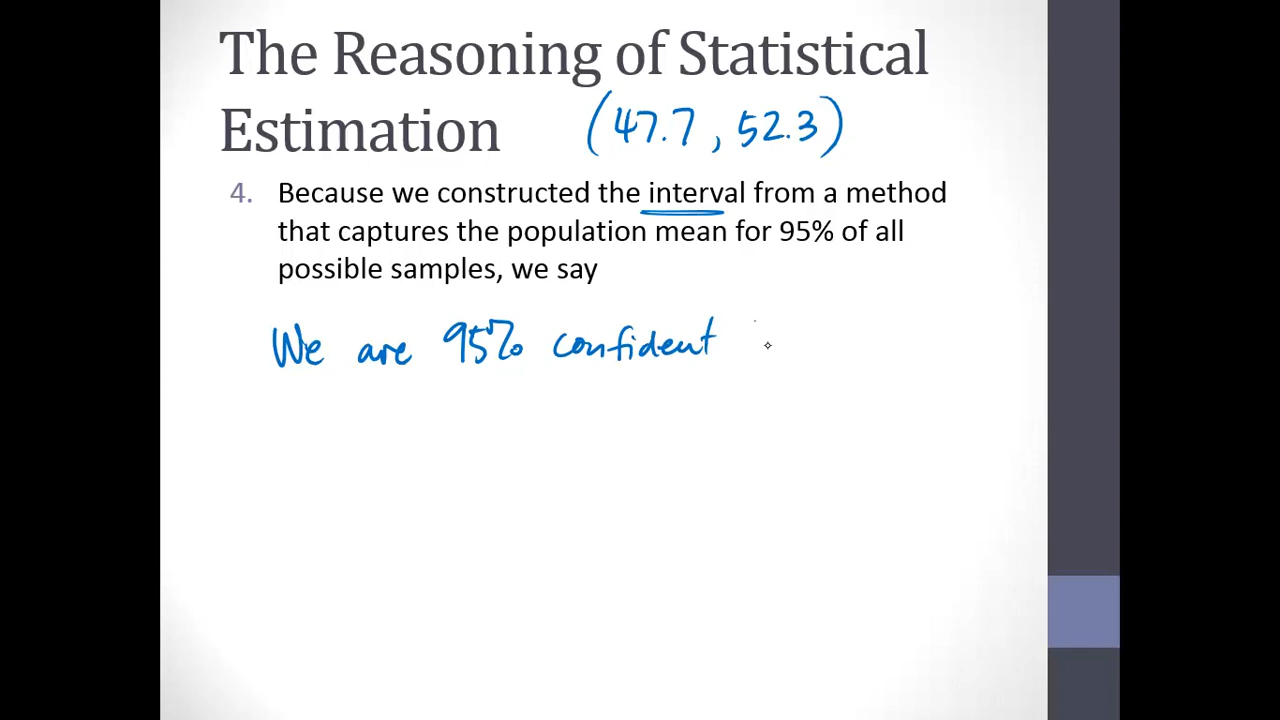 The Reasoning of Statistical
Estimation (47.7, 52.3)
4. Because we constructed the interval from a method
that captures the population mean for 95% of all
possible samples, we say
We are 95% confident